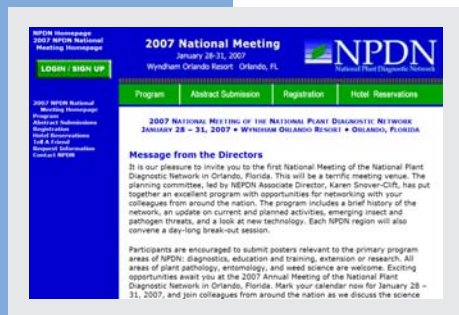 NPDN Homepage
2007 NPDN National
Meeting Homepage
LOGIN / SIGN UP
2007 NPDN National
Meeting Homepage
Program
Abstract Submissions
Registration
Hotel Reservations
Tell A Friend
Request Information
Contact NPDN
2007 National Meeting
January 28-31, 2007
Wyndham Orlando Resort Orlando, FL
NPDN
National Plant Diagnostic Network
Program Abstract Submission Registration Hotel Reservations
2007 NATIONAL MEETING OF THE NATIONAL PLANT DIAGNOSTIC NETWORK
JANUARY 28 – 31, 2007 • WYNDHAM ORLANDO RESORT • ORLANDO, FLORIDA
Message from the Directors
It is our pleasure to invite you to the first National Meeting of the National Plant
Diagnostic Network in Orlando, Florida. This will be a terrific meeting venue. The
planning committee, led by NEPDN Associate Director, Karen Snover-Clift, has put
together an excellent program with opportunities for networking with your
colleagues from around the nation. The program includes a brief history of the
network, an update on current and planned activities, emerging insect and
pathogen threats, and a look at new technology. Each NPDN region will also
convene a day-long break-out session.
Participants are encouraged to submit posters relevant to the primary program
areas of NPDN: diagnostics, education and training, extension or research. All
areas of plant pathology, entomology, and weed science are welcome. Exciting
opportunities await you at the 2007 Annual Meeting of the National Plant
Diagnostic Network in Orlando, Florida. Mark your calendar now for January 28 –
31, 2007, and join colleagues from around the nation as we discuss the science